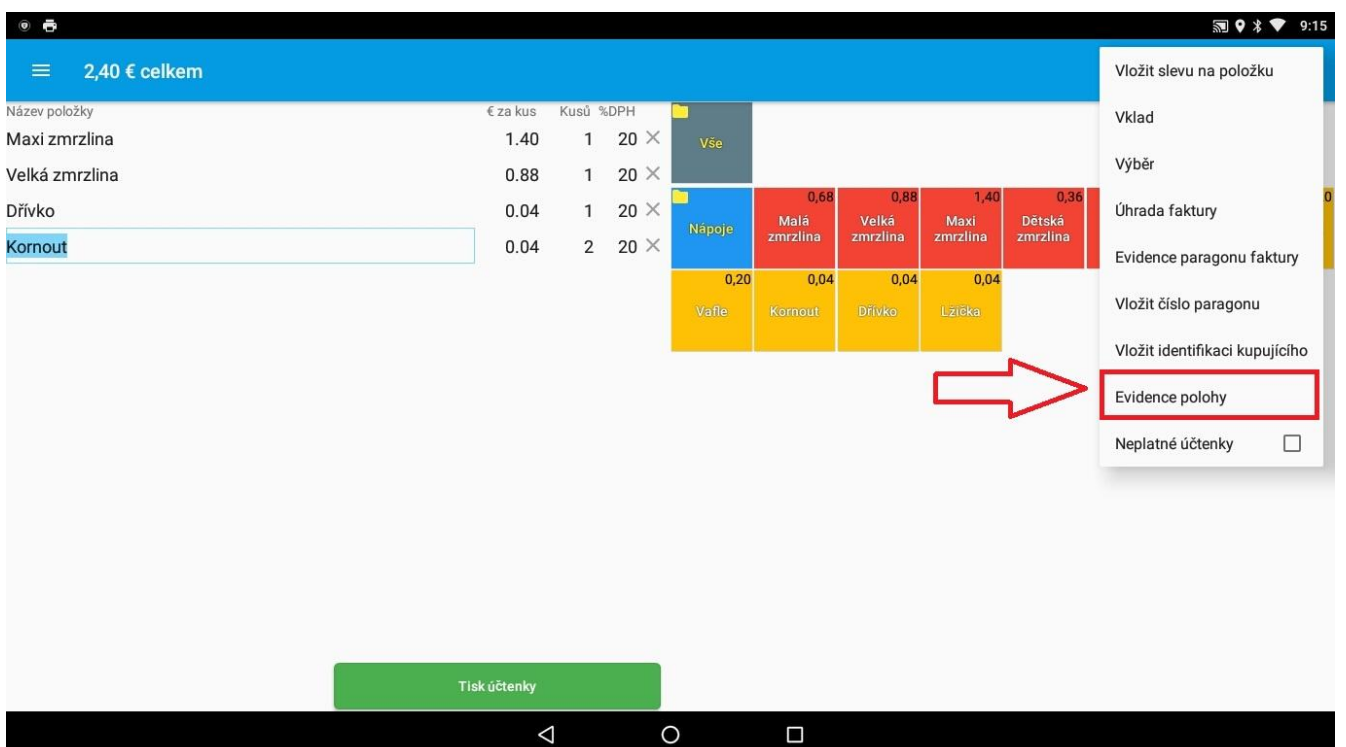 9:15
2,40 € celkem
Název položky € za kus Kusů %DPH
Maxi zmrzlina 1.40 1 20
Velká zmrzlina 0.88 1 20
Dřívko 0.04 1 20
Kornout 0.04 2 20
Tisk účtenky
Vše
Nápoje
0,68
Malá
zmrzlina
0,88
Velká
zmrzlina
1,40
Maxi
zmrzlina
0,36
Dětská
zmrzlina
0
0,20
Vafle
0,04
Kornout
0,04
Dřívko
0,04
Lžička
Vložit slevu na položku
Vklad
Výběr
Úhrada faktury
Evidence paragonu faktury
Vložit číslo paragonu
Vložit identifikaci kupujícího
Evidence polohy
Neplatné účtenky